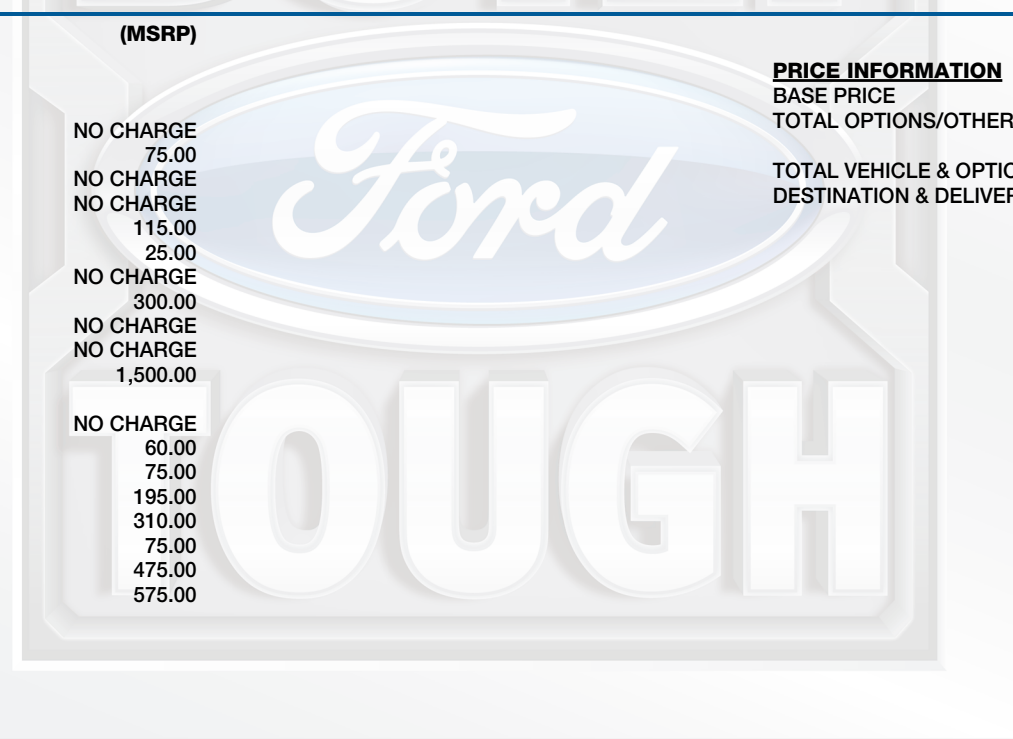 (MSRP)
NO CHARGE
75.00
NO CHARGE
NO CHARGE
115.00
25.00
NO CHARGE
300.00
NO CHARGE
NO CHARGE
1,500.00
NO CHARGE
60.00
75.00
195.00
310.00
75.00
475.00
575.00
PRICE INFORMATION
BASE PRICE
TOTAL OPTIONS/OTHER
TOTAL VEHICLE & OPTIO
DESTINATION & DELIVER
Ford
TOUGH